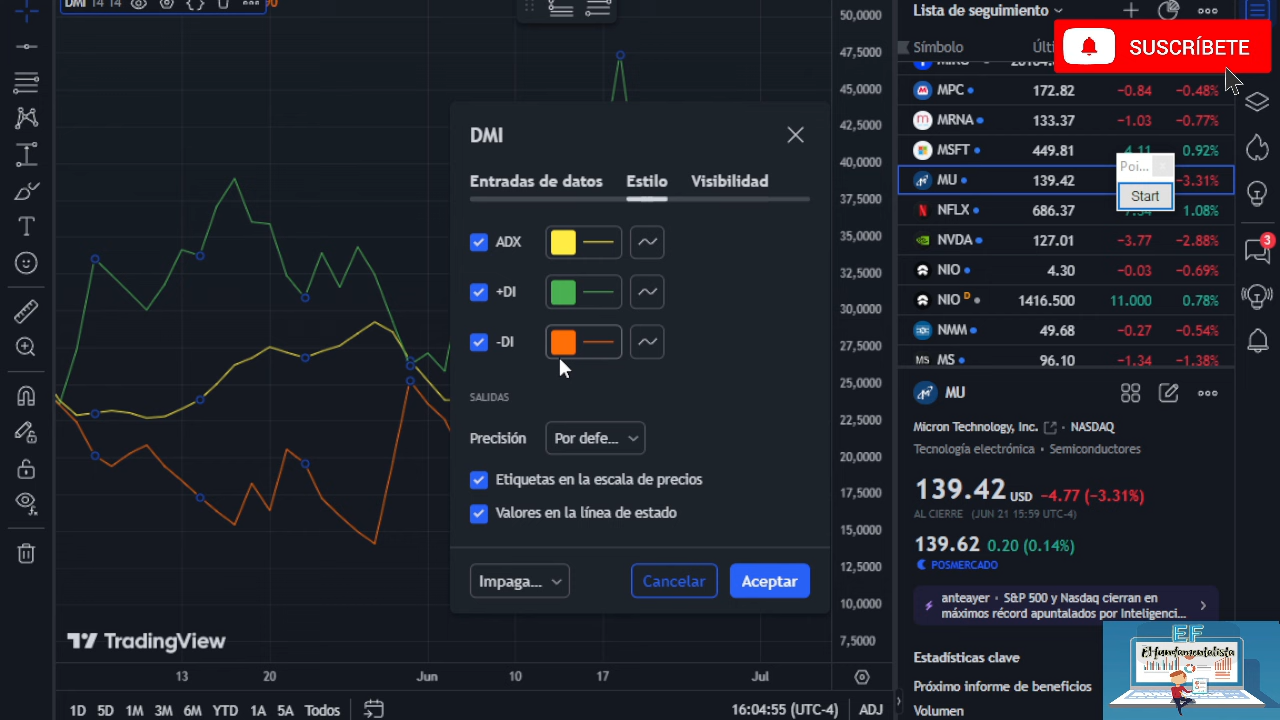 DMI 14 14
50,0000
47,5000
45,0000
42,5000
40,0000
37,5000
35,0000
32,5000
30,0000
27,5000
25,0000
22,5000
20,0000
17,5000
15,0000
12,5000
10,0000
7,5000
DMI
Entradas de datos Estilo Visibilidad
ADX
+DI
-DI
SALIDAS
Precisión Por defe...
Etiquetas en la escala de precios
Valores en la línea de estado
Impaga... Cancelar Aceptar
TradingView
13 20 Jun 10 17 Jul
1D 5D 1M 3M 6M YTD 1A 5A Todos 16:04:55 (UTC-4) ADJ
Lista de seguimiento
SUSCRÍBETE
Símbolo
MPC 172.82 −0.84 −0.48%
MRNA 133.37 −1.03 −0.77%
MSFT 449.81 4.11 0.92%
Poi...
MU 139.42 −3.31%
Start
NFLX 686.37 7.34 1.08%
NVDA 127.01 −3.77 −2.88%
NIO 4.30 −0.03 −0.69%
NIO D 1416.500 11.000 0.78%
NMM 49.68 −0.27 −0.54%
MS MS 96.10 −1.34 −1.38%
3
MU
Micron Technology, Inc. · NASDAQ
Tecnología electrónica · Semiconductores
139.42 USD −4.77 (−3.31%)
AL CIERRE (JUN 21 15:59 UTC-4)
139.62 0.20 (0.14%)
POSMERCADO
anteayer · S&P 500 y Nasdaq cierran en
máximos récord apuntalados por Inteligenci...
Estadísticas clave
Próximo informe de beneficios
Volumen
EF
El fundamentalista